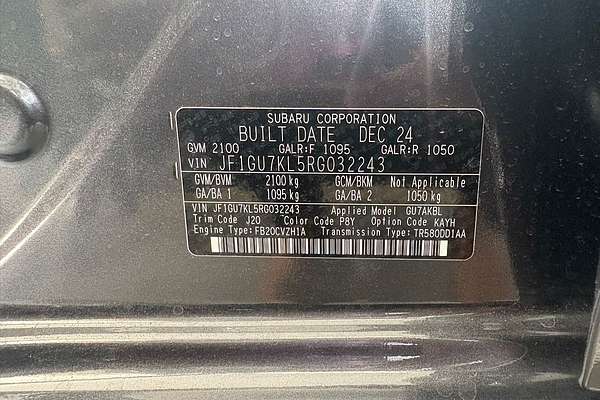 SUBARU CORPORATION
BUILT DATE DEC 24
GVM 2100 GALR:F 1095 GALR:R 1050
VIN JF1GU7KL5RG032243
GVM/BVM 2100 kg GCM/BKM Not Applicable
GA/BA 1 1095 kg GA/BA 2 1050 kg
VIN JF1GU7KL5RG032243 Applied Model GU7AKBL
Trim Code J20 Color Code P8Y Option Code KAYH
Engine Type:FB20CVZH1A Transmission Type:TR580DD1AA